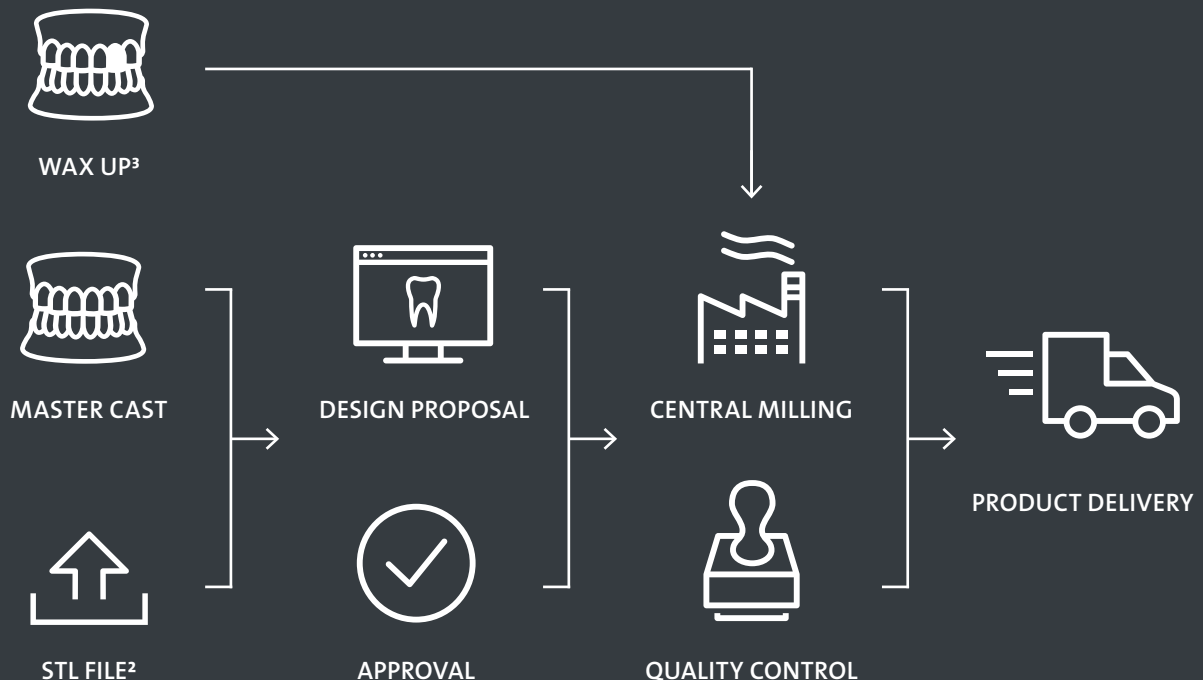 WAX UP³
MASTER CAST
DESIGN PROPOSAL
CENTRAL MILLING
PRODUCT DELIVERY
STL FILE²
APPROVAL
QUALITY CONTROL